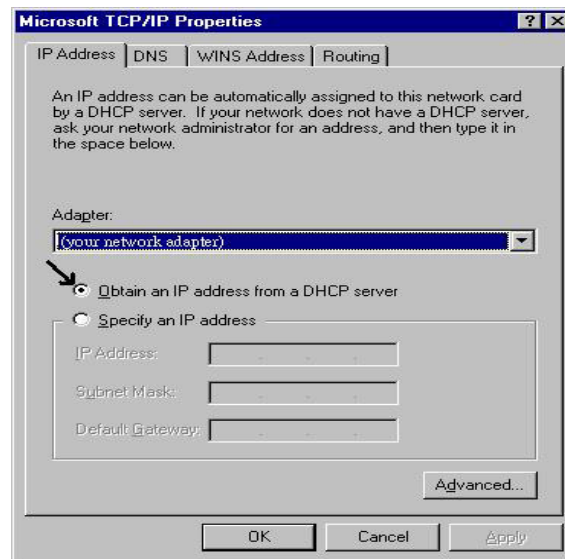 Microsoft TCP/IP Properties
IP Address DNS WINS Address Routing
An IP address can be automatically assigned to this network card
by a DHCP server. If your network does not have a DHCP server,
ask your network administrator for an address, and then type it in
the space below.
Adapter:
(your network adapter)
Obtain an IP address from a DHCP server
Specify an IP address
IP Address:
Subnet Mask:
Default Gateway:
Advanced...
OK Cancel Apply